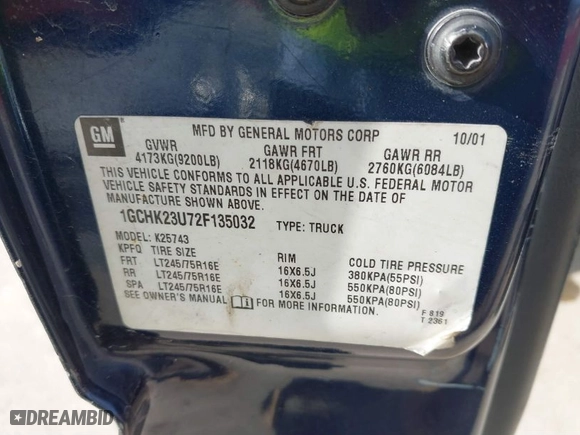 GM
MFD BY GENERAL MOTORS CORP 10/01
GVWR GAWR FRT GAWR RR
4173KG(9200LB) 2118KG(4670LB) 2760KG(6084LB)
THIS VEHICLE CONFORMS TO ALL APPLICABLE U.S. FEDERAL MOTOR
VEHICLE SAFETY STANDARDS IN EFFECT ON THE DATE OF
MANUFACTURE SHOWN ABOVE.
1GCHK23U72F135032 TYPE: TRUCK
MODEL: K25743
KPFQ TIRE SIZE RIM COLD TIRE PRESSURE
FRT LT245/75R16E 16X6.5J 380KPA(55PSI)
RR LT245/75R16E 16X6.5J 550KPA(80PSI)
SPA LT245/75R16E 16X6.5J 550KPA(80PSI)
SEE OWNER'S MANUAL FOR MORE INFORMATION.
F 819
T 2361
DREAMBID